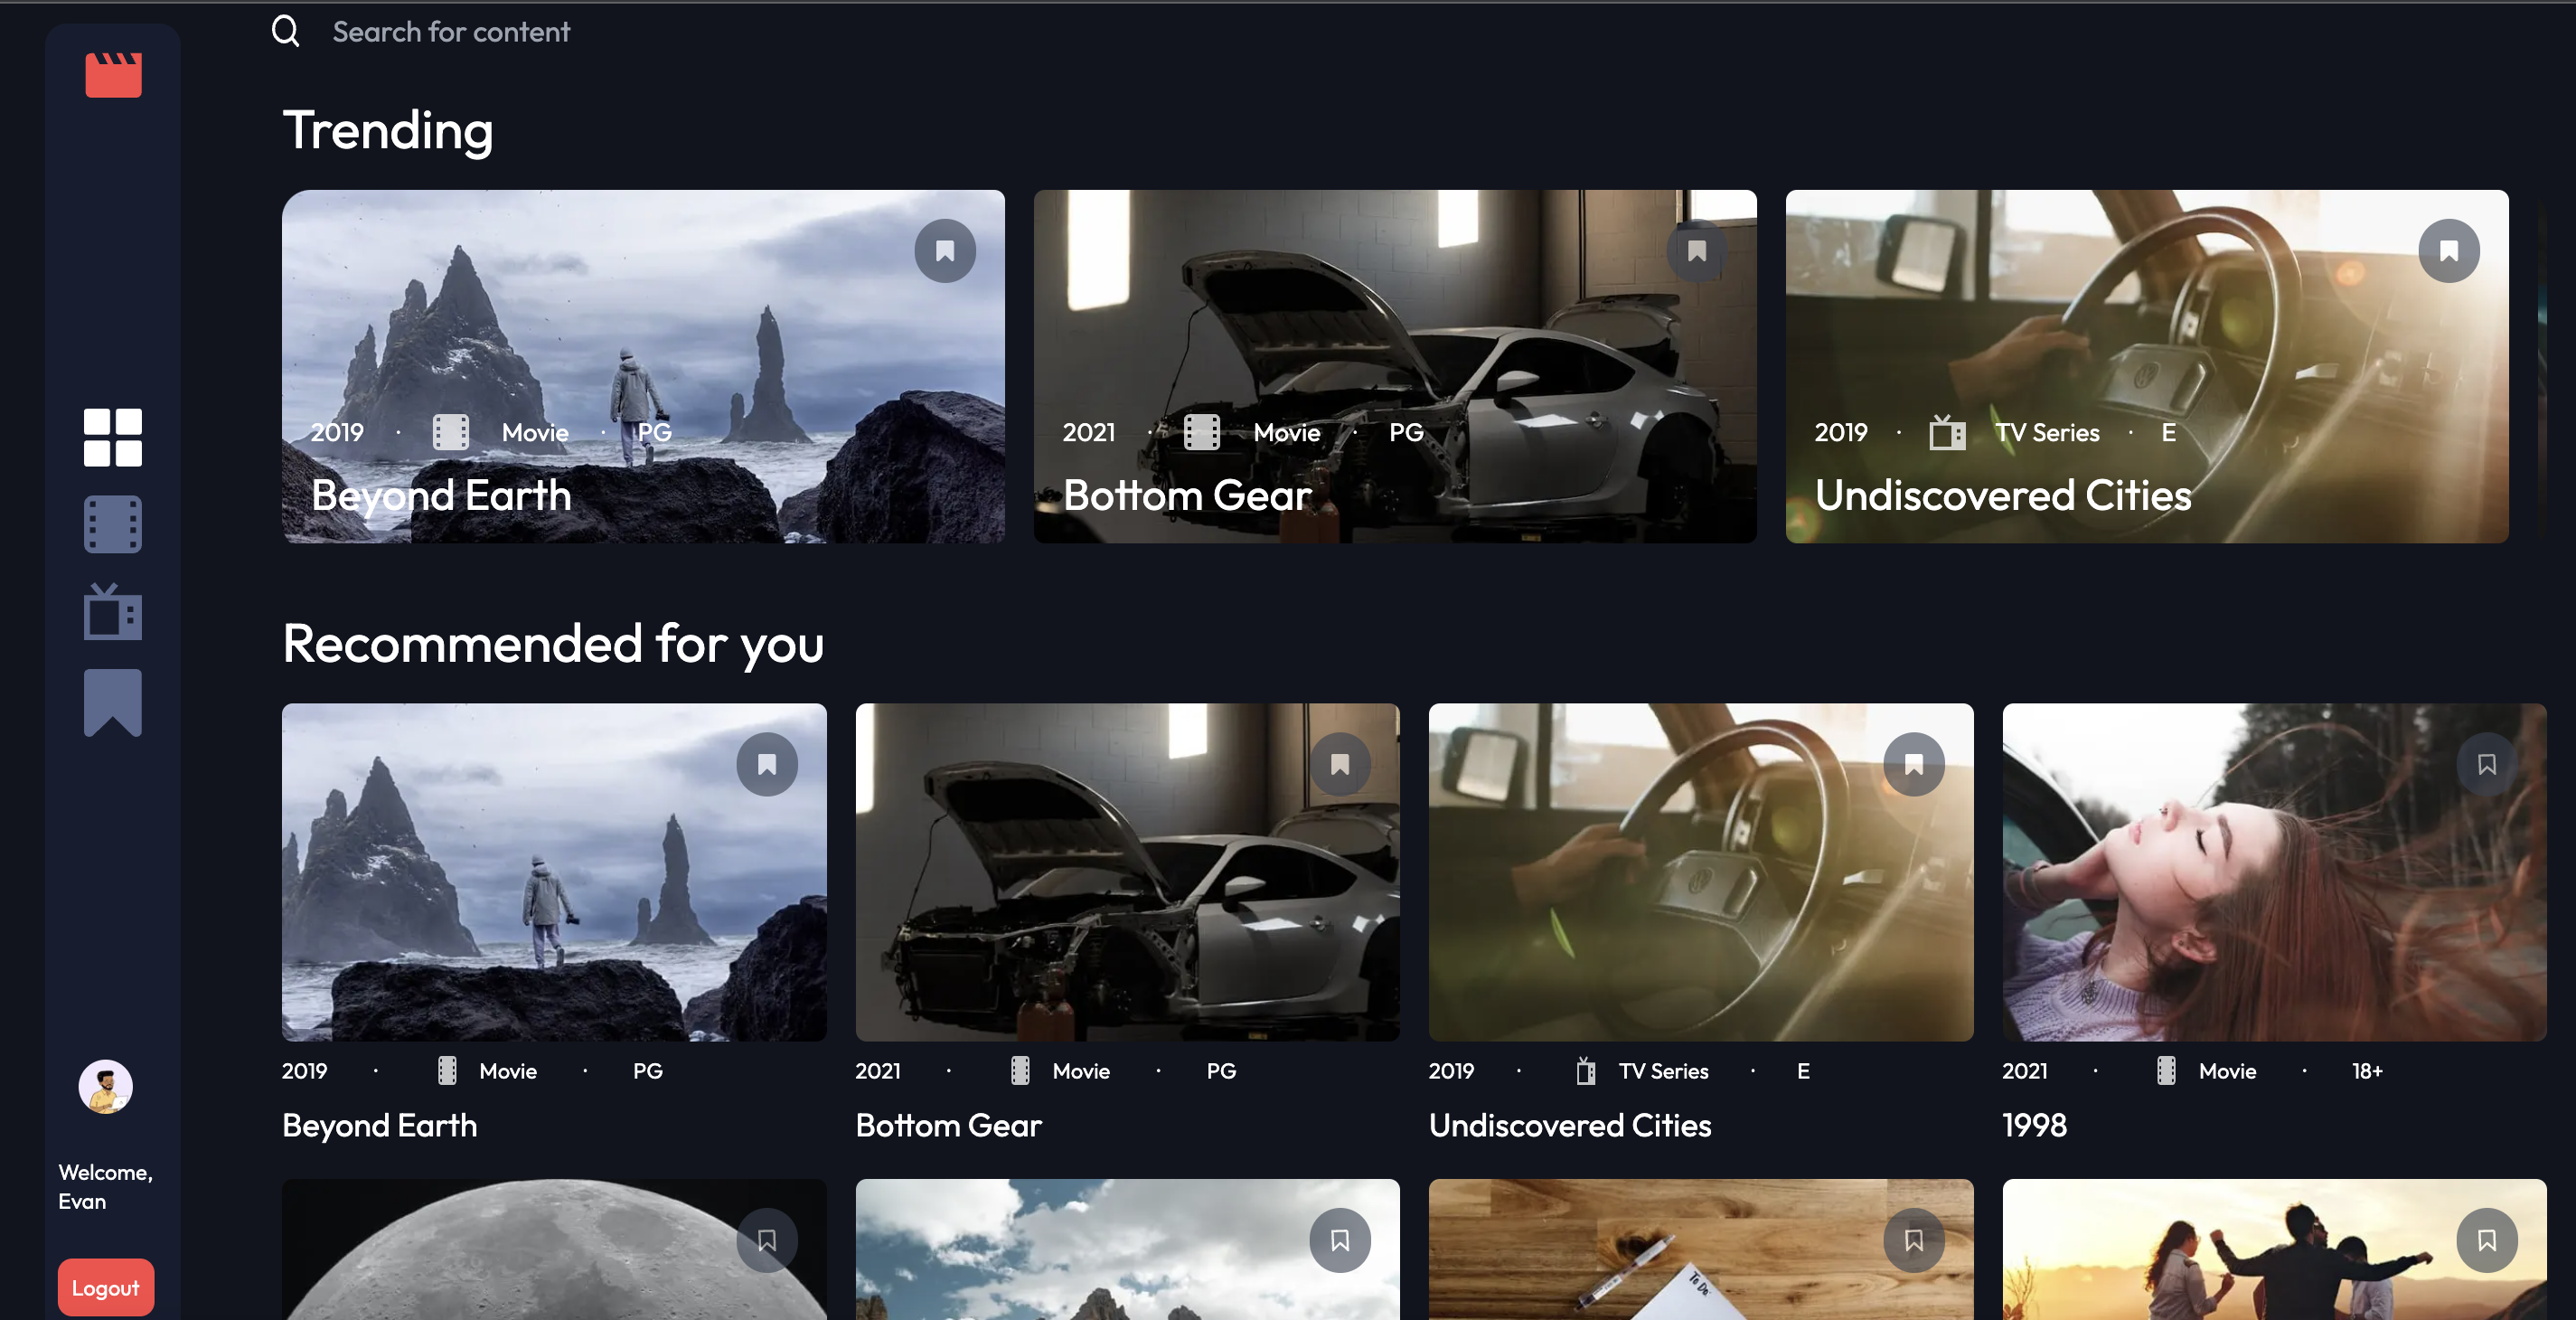 Search for content
Trending
2019 · Movie · PG
Beyond Earth
2021 · Movie · PG
Bottom Gear
2019 · TV Series · E
Undiscovered Cities
Recommended for you
2019 · Movie · PG
Beyond Earth
2021 · Movie · PG
Bottom Gear
2019 · TV Series · E
Undiscovered Cities
2021 · Movie · 18+
1998
To Do
Welcome,
Evan
Logout